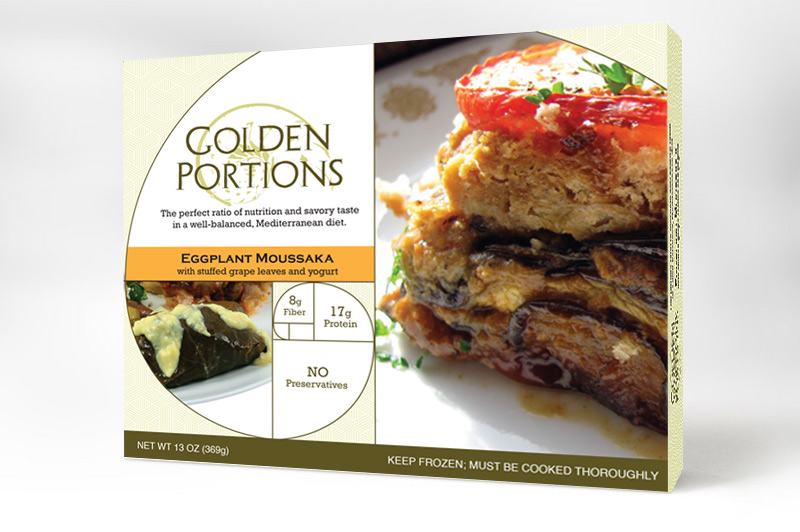 GOLDEN
PORTIONS
The perfect ratio of nutrition and savory taste
in a well-balanced, Mediterranean diet.
EGGPLANT MOUSSAKA
with stuffed grape leaves and yogurt
8g
Fiber
17g
Protein
NO
Preservatives
NET WT 13 OZ (369g)
KEEP FROZEN; MUST BE COOKED THOROUGHLY